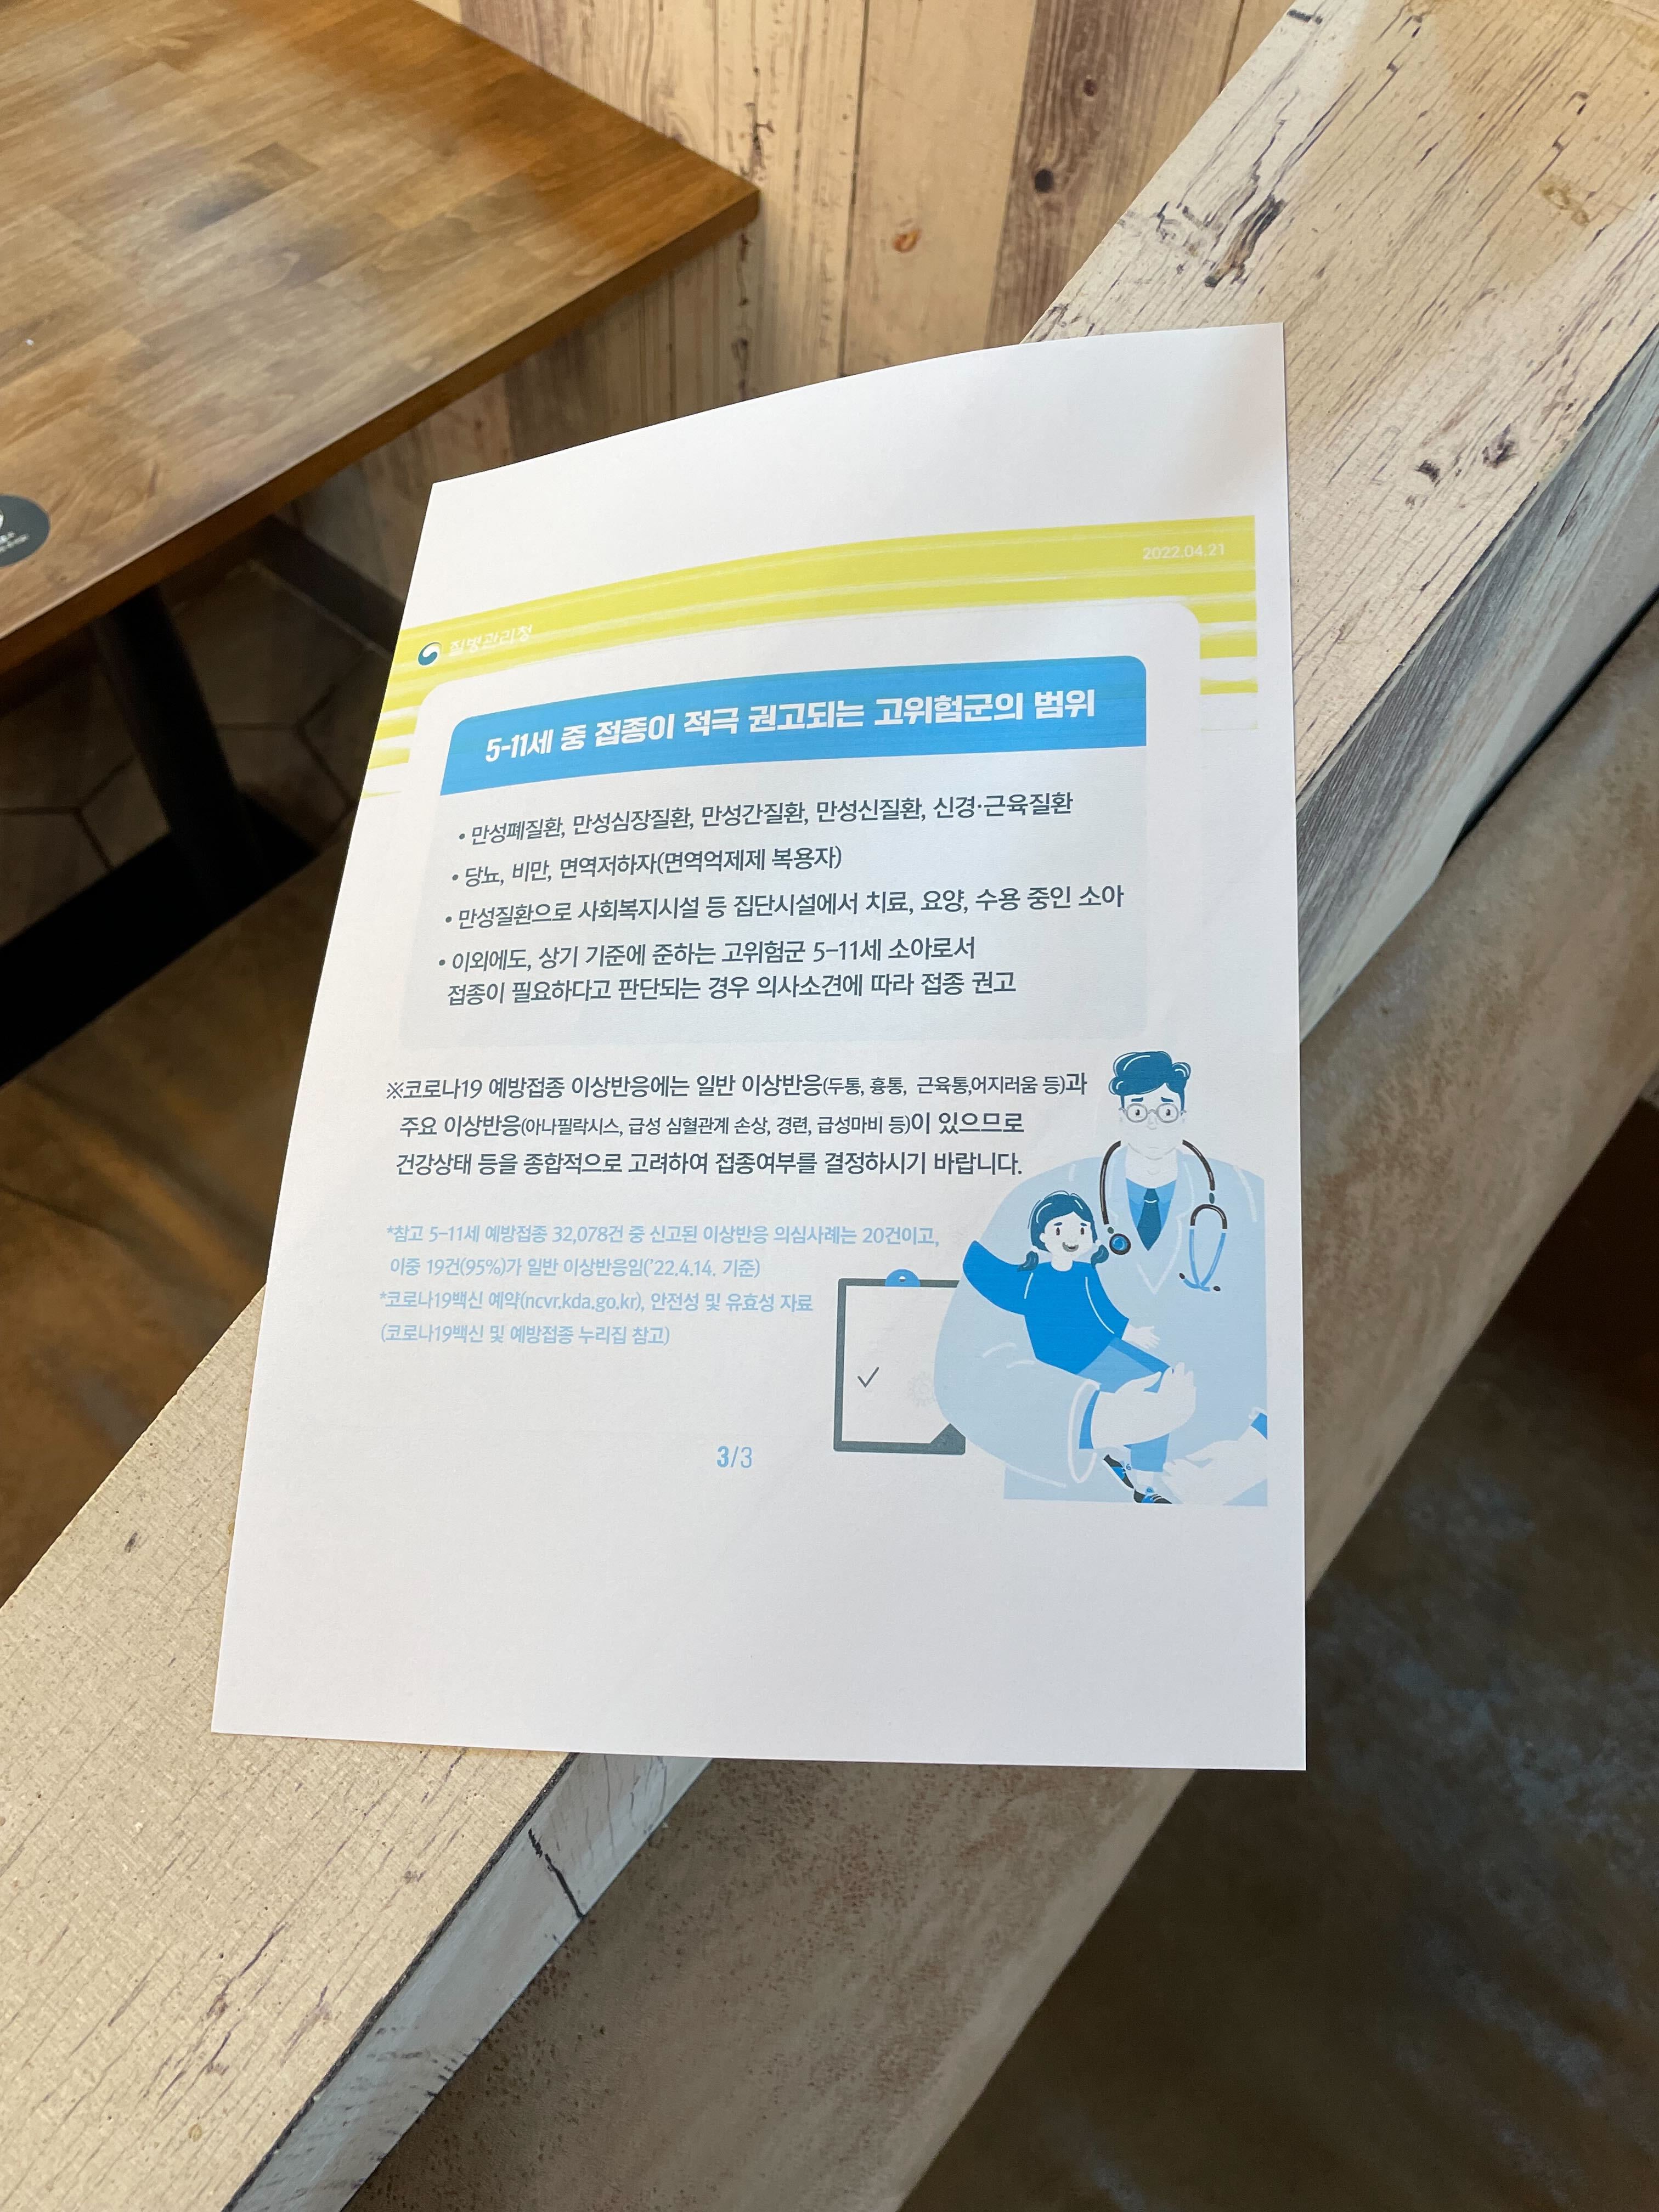 2022.04.21
질병관리청
5-11세 중 접종이 적극 권고되는 고위험군의 범위
• 만성폐질환, 만성심장질환, 만성간질환, 만성신질환, 신경·근육질환
• 당뇨, 비만, 면역저하자(면역억제제 복용자)
• 만성질환으로 사회복지시설 등 집단시설에서 치료, 요양, 수용 중인 소아
• 이외에도, 상기 기준에 준하는 고위험군 5-11세 소아로서
접종이 필요하다고 판단되는 경우 의사소견에 따라 접종 권고
※코로나19 예방접종 이상반응에는 일반 이상반응(두통, 흉통, 근육통,어지러움 등)과
주요 이상반응(아나필락시스, 급성 심혈관계 손상, 경련, 급성마비 등)이 있으므로
건강상태 등을 종합적으로 고려하여 접종여부를 결정하시기 바랍니다.
*참고 5-11세 예방접종 32,078건 중 신고된 이상반응 의심사례는 20건이고,
이중 19건(95%)가 일반 이상반응임('22.4.14. 기준)
*코로나19백신 예약(ncvr.kda.go.kr), 안전성 및 유효성 자료
(코로나19백신 및 예방접종 누리집 참고)
3/3